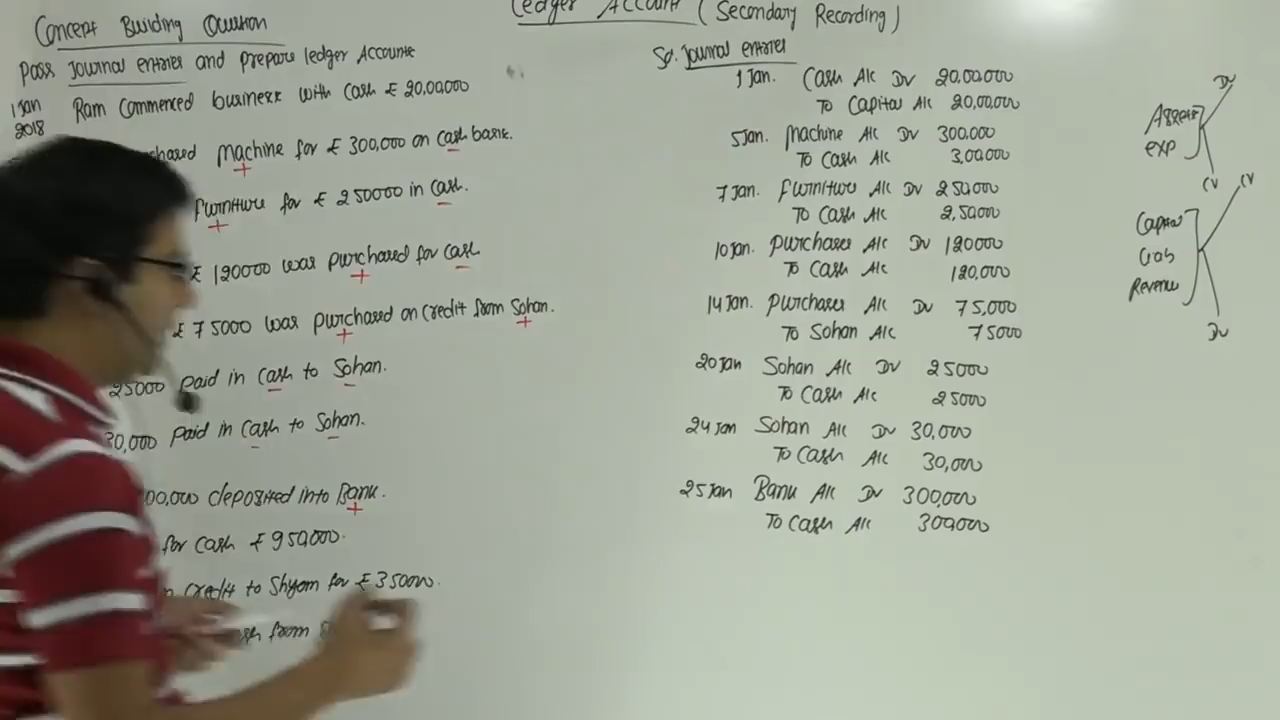 Ledger Account (Secondary Recording)
Concept Building Question
Pass Journal entries and prepare ledger Accounts
1 Jan 2018 Ram Commenced business with Cash ₹ 20,00,000
chased Machine for ₹ 300,000 on cash basis.
+ -
Furniture for ₹ 250000 in Cash.
+ -
₹ 120000 was purchased for cash
+ -
₹ 75000 was purchased on credit from Sohan.
+ +
25000 paid in cash to Sohan.
- -
30,000 paid in Cash to Sohan.
- -
00,000 deposited into Bank.
+
for cash ₹ 950,000.
credit to Shyam for ₹ 35000.
from
Sol. Journal entries
1 Jan. Cash A/c Dr 20,00,000
To Capital A/c 20,00,000
5 Jan. Machine A/c Dr 300,000
To Cash A/c 3,00,000
7 Jan. Furniture A/c Dr 250,000
To Cash A/c 2,50,000
10 Jan. Purchases A/c Dr 120000
To Cash A/c 120,000
14 Jan. Purchases A/c Dr 75,000
To Sohan A/c 75000
20 Jan Sohan A/c Dr 25000
To Cash A/c 25000
24 Jan Sohan A/c Dr 30,000
To Cash A/c 30,000
25 Jan Bank A/c Dr 300,000
To Cash A/c 300,000
Dr
Assets
exp
Cr
Cr
Capital
Liab
Revenue
Dr